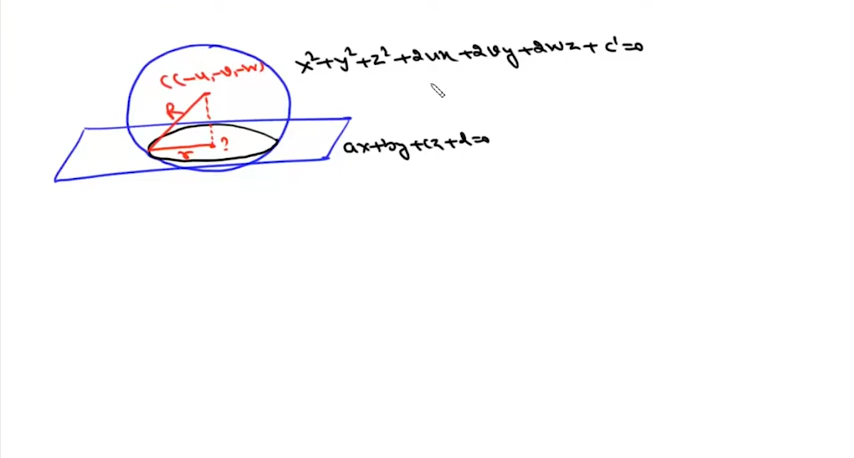 x²+y²+z²+2ux+2vy+2wz+c'=0
C(-u,-v,-w)
R
r ?
ax+by+cz+d=0